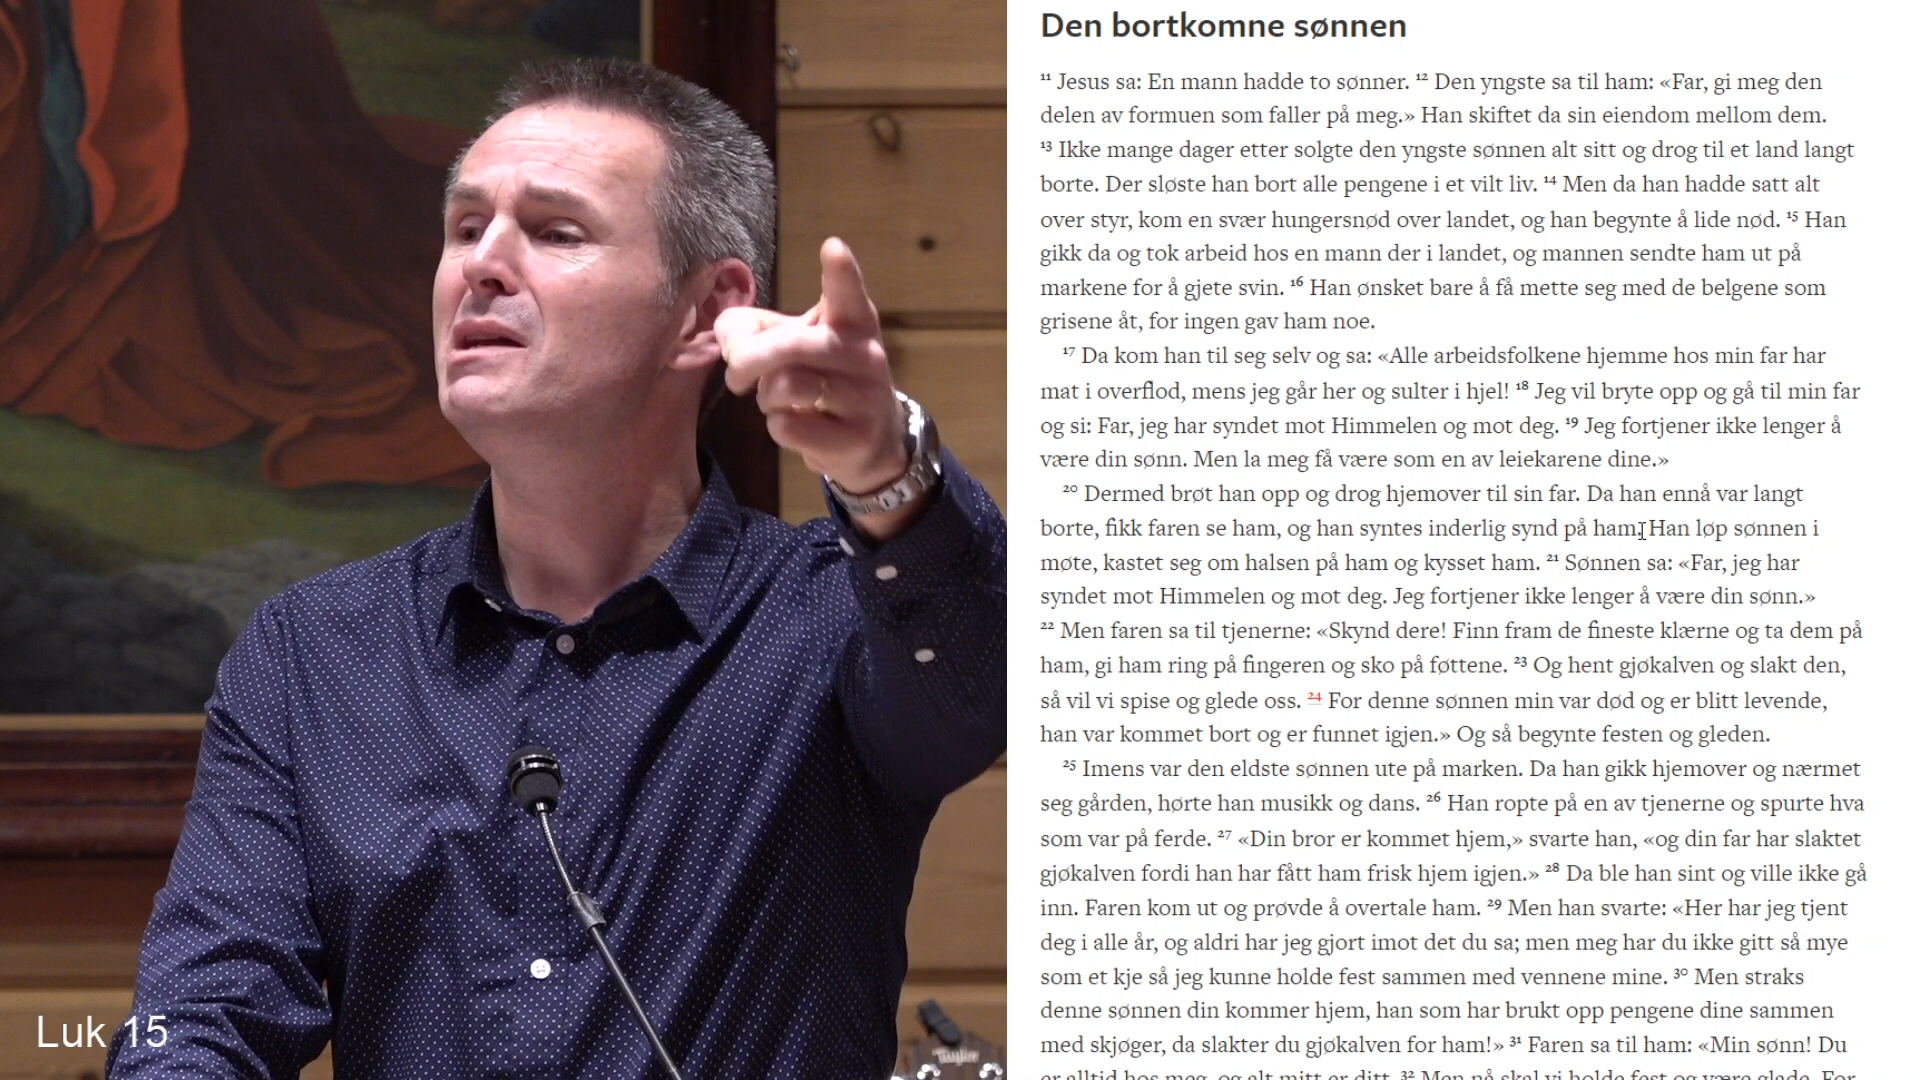 Den bortkomne sønnen
¹¹ Jesus sa: En mann hadde to sønner. ¹² Den yngste sa til ham: «Far, gi meg den
delen av formuen som faller på meg.» Han skiftet da sin eiendom mellom dem.
¹³ Ikke mange dager etter solgte den yngste sønnen alt sitt og drog til et land langt
borte. Der sløste han bort alle pengene i et vilt liv. ¹⁴ Men da han hadde satt alt
over styr, kom en svær hungersnød over landet, og han begynte å lide nød. ¹⁵ Han
gikk da og tok arbeid hos en mann der i landet, og mannen sendte ham ut på
markene for å gjete svin. ¹⁶ Han ønsket bare å få mette seg med de belgene som
grisene åt, for ingen gav ham noe.
¹⁷ Da kom han til seg selv og sa: «Alle arbeidsfolkene hjemme hos min far har
mat i overflod, mens jeg går her og sulter i hjel! ¹⁸ Jeg vil bryte opp og gå til min far
og si: Far, jeg har syndet mot Himmelen og mot deg. ¹⁹ Jeg fortjener ikke lenger å
være din sønn. Men la meg få være som en av leiekarene dine.»
²⁰ Dermed brøt han opp og drog hjemover til sin far. Da han ennå var langt
borte, fikk faren se ham, og han syntes inderlig synd på ham. Han løp sønnen i
møte, kastet seg om halsen på ham og kysset ham. ²¹ Sønnen sa: «Far, jeg har
syndet mot Himmelen og mot deg. Jeg fortjener ikke lenger å være din sønn.»
²² Men faren sa til tjenerne: «Skynd dere! Finn fram de fineste klærne og ta dem på
ham, gi ham ring på fingeren og sko på føttene. ²³ Og hent gjøkalven og slakt den,
så vil vi spise og glede oss. ²⁴ For denne sønnen min var død og er blitt levende,
han var kommet bort og er funnet igjen.» Og så begynte festen og gleden.
²⁵ Imens var den eldste sønnen ute på marken. Da han gikk hjemover og nærmet
seg gården, hørte han musikk og dans. ²⁶ Han ropte på en av tjenerne og spurte hva
som var på ferde. ²⁷ «Din bror er kommet hjem,» svarte han, «og din far har slaktet
gjøkalven fordi han har fått ham frisk hjem igjen.» ²⁸ Da ble han sint og ville ikke gå
inn. Faren kom ut og prøvde å overtale ham. ²⁹ Men han svarte: «Her har jeg tjent
deg i alle år, og aldri har jeg gjort imot det du sa; men meg har du ikke gitt så mye
som et kje så jeg kunne holde fest sammen med vennene mine. ³⁰ Men straks
denne sønnen din kommer hjem, han som har brukt opp pengene dine sammen
med skjøger, da slakter du gjøkalven for ham!» ³¹ Faren sa til ham: «Min sønn! Du
er alltid hos meg, og alt mitt er ditt. ³² Men nå skal vi holde fest og være glade. For
Luk 15
Taylor